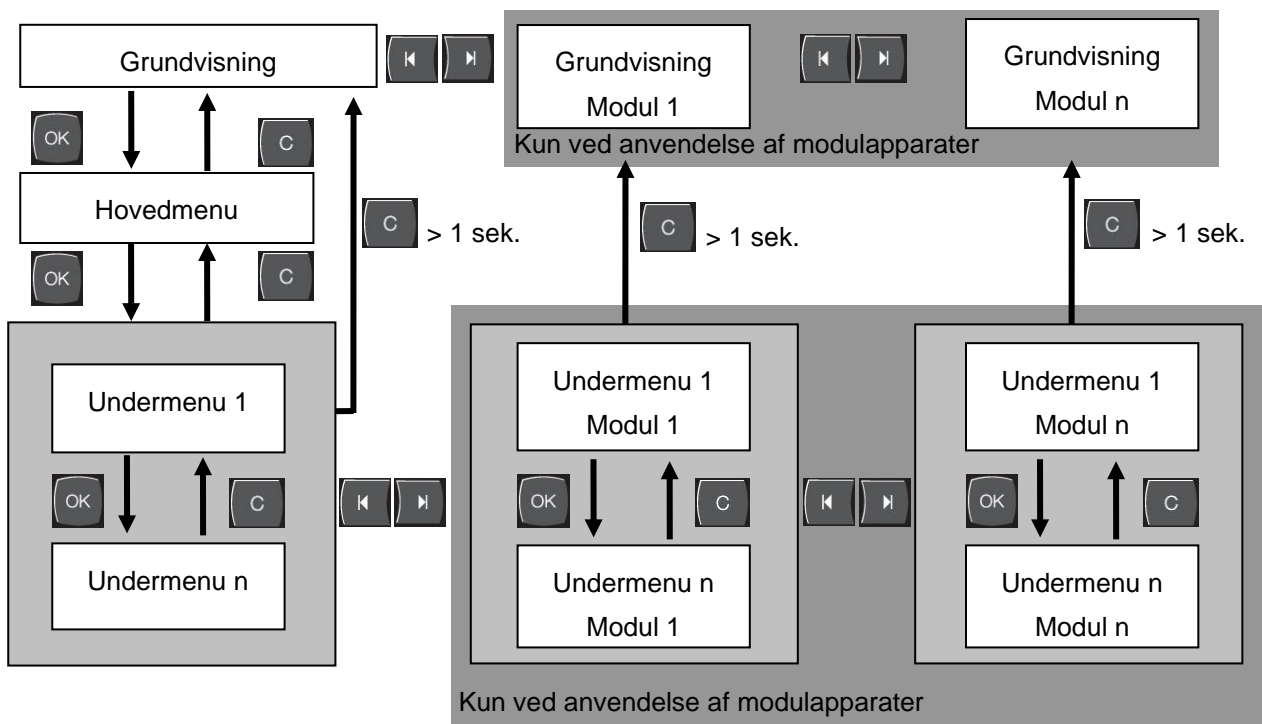 Grundvisning
Grundvisning
Modul 1
Grundvisning
Modul n
Kun ved anvendelse af modulapparater
OK
C
Hovedmenu
C
> 1 sek.
C
> 1 sek.
C
> 1 sek.
OK
C
Undermenu 1
OK
C
Undermenu n
Undermenu 1
Modul 1
OK
C
Undermenu n
Modul 1
Undermenu 1
Modul n
OK
C
Undermenu n
Modul n
Kun ved anvendelse af modulapparater